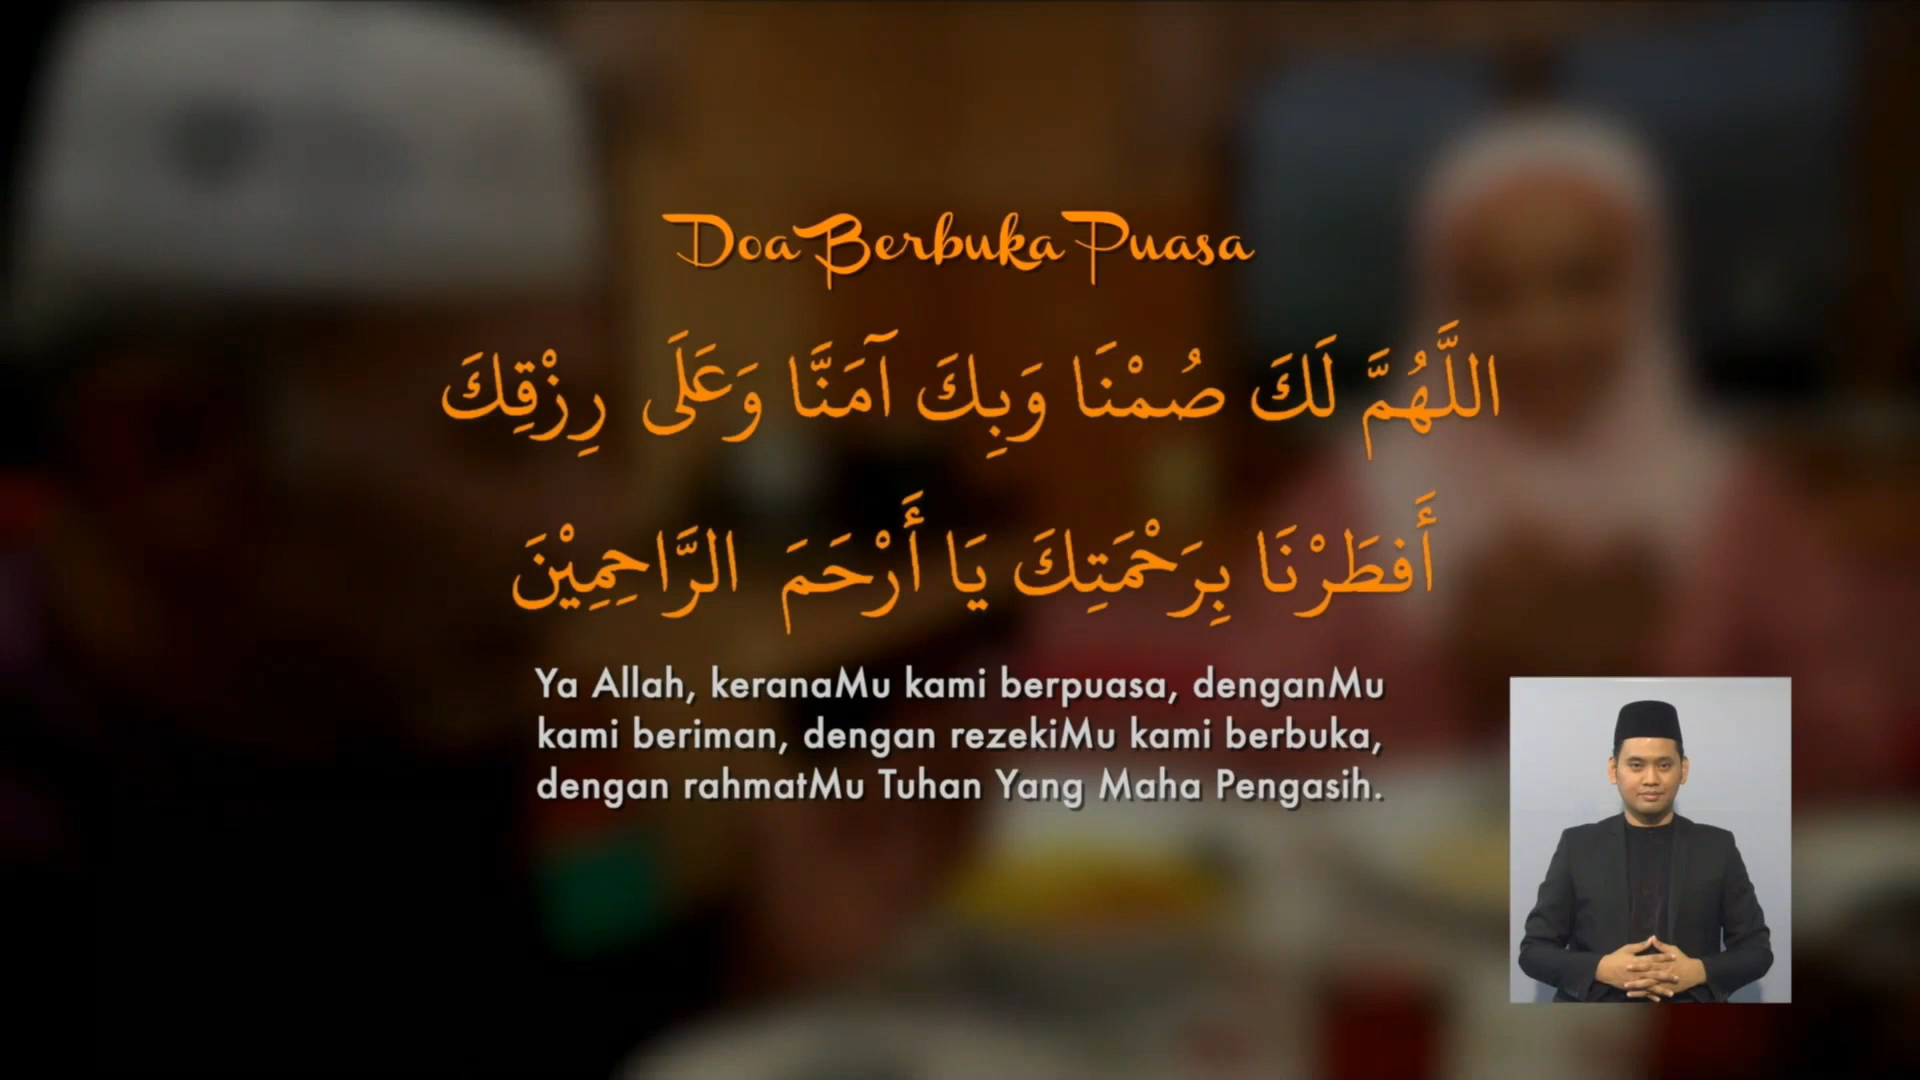 Doa Berbuka Puasa
اللَّهُمَّ لَكَ صُمْنَا وَبِكَ آمَنَّا وَعَلَى رِزْقِكَ
أَفطَرْنَا بِرَحْمَتِكَ يَا أَرْحَمَ الرَّاحِمِيْنَ
Ya Allah, keranaMu kami berpuasa, denganMu
kami beriman, dengan rezekiMu kami berbuka,
dengan rahmatMu Tuhan Yang Maha Pengasih.